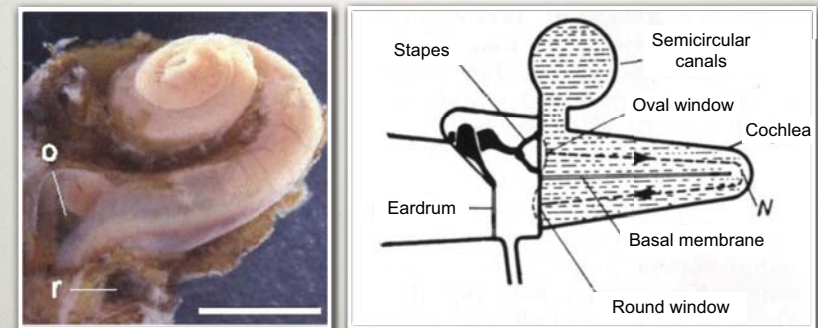 o
r
Stapes
Semicircular
canals
Oval window
Cochlea
Eardrum
N
Basal membrane
Round window